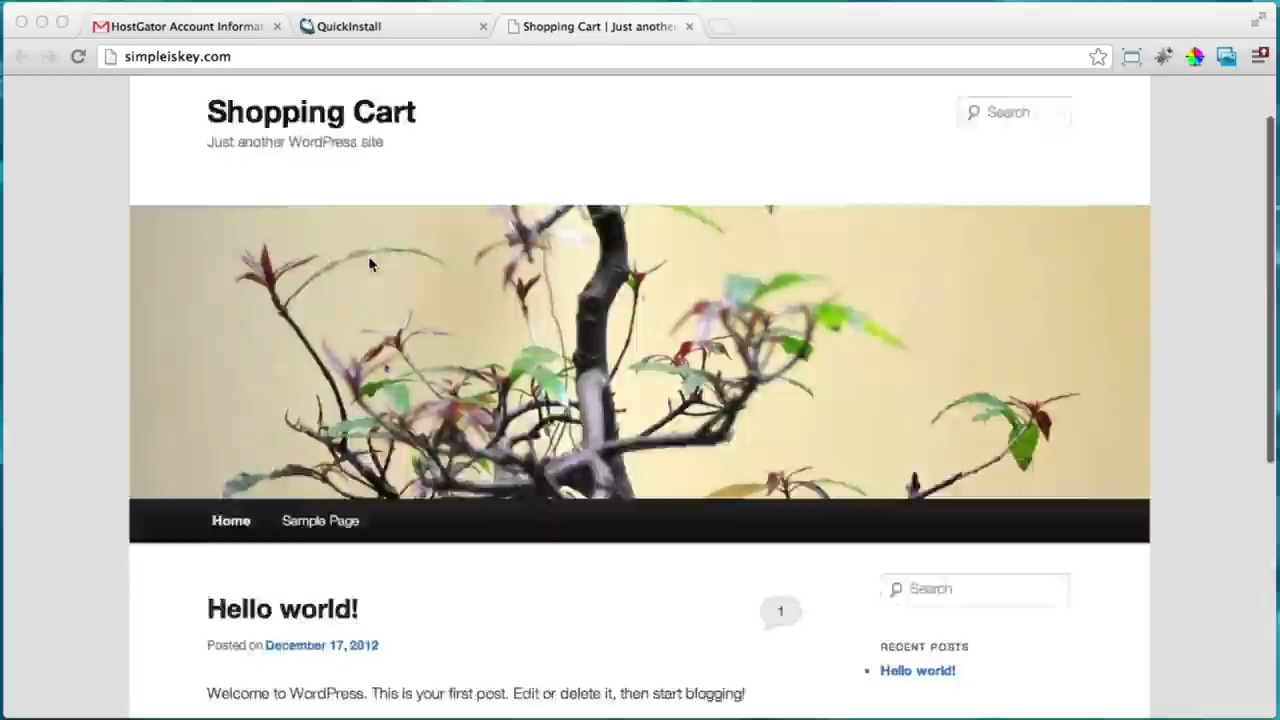 HostGator Account Informat
QuickInstall
Shopping Cart | Just anothe
simpleiskey.com
Shopping Cart
Just another WordPress site
Search
Home
Sample Page
Hello world!
1
Posted on December 17, 2012
Welcome to WordPress. This is your first post. Edit or delete it, then start blogging!
Search
RECENT POSTS
Hello world!